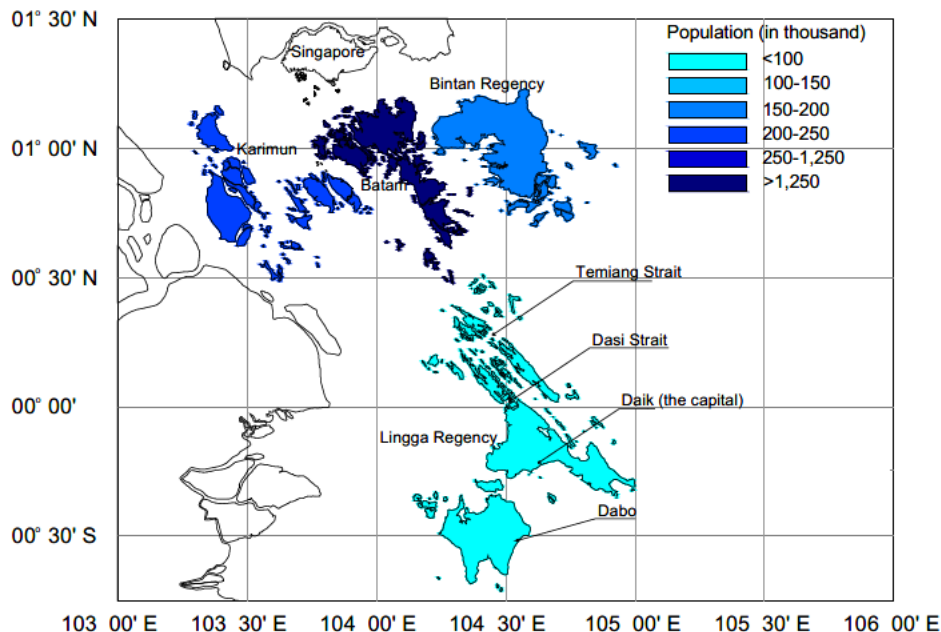 01° 30' N
Population (in thousand)
<100
100-150
150-200
200-250
250-1,250
>1,250
Singapore
Bintan Regency
01° 00' N
Karimun
Batam
00° 30' N
Temiang Strait
Dasi Strait
00° 00'
Daik (the capital)
Lingga Regency
Dabo
00° 30' S
103 00' E 103 30' E 104 00' E 104 30' E 105 00' E 105 30' E 106 00' E